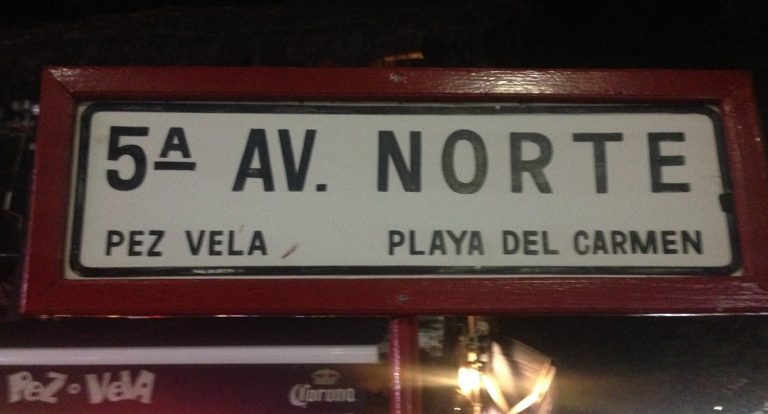 5ª AV. NORTE
PEZ VELA PLAYA DEL CARMEN
PEZ • VELA Corona